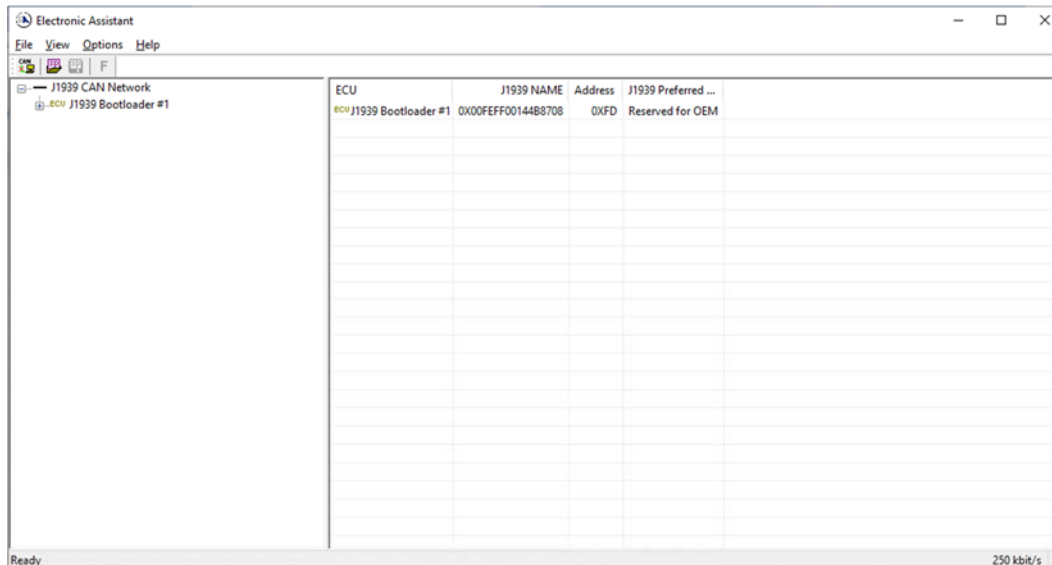 Electronic Assistant
File View Options Help
CAN F
J1939 CAN Network
ECU J1939 Bootloader #1
ECU J1939 NAME Address J1939 Preferred ...
ECU J1939 Bootloader #1 0X00FEFF00144B8708 0XFD Reserved for OEM
Ready 250 kbit/s